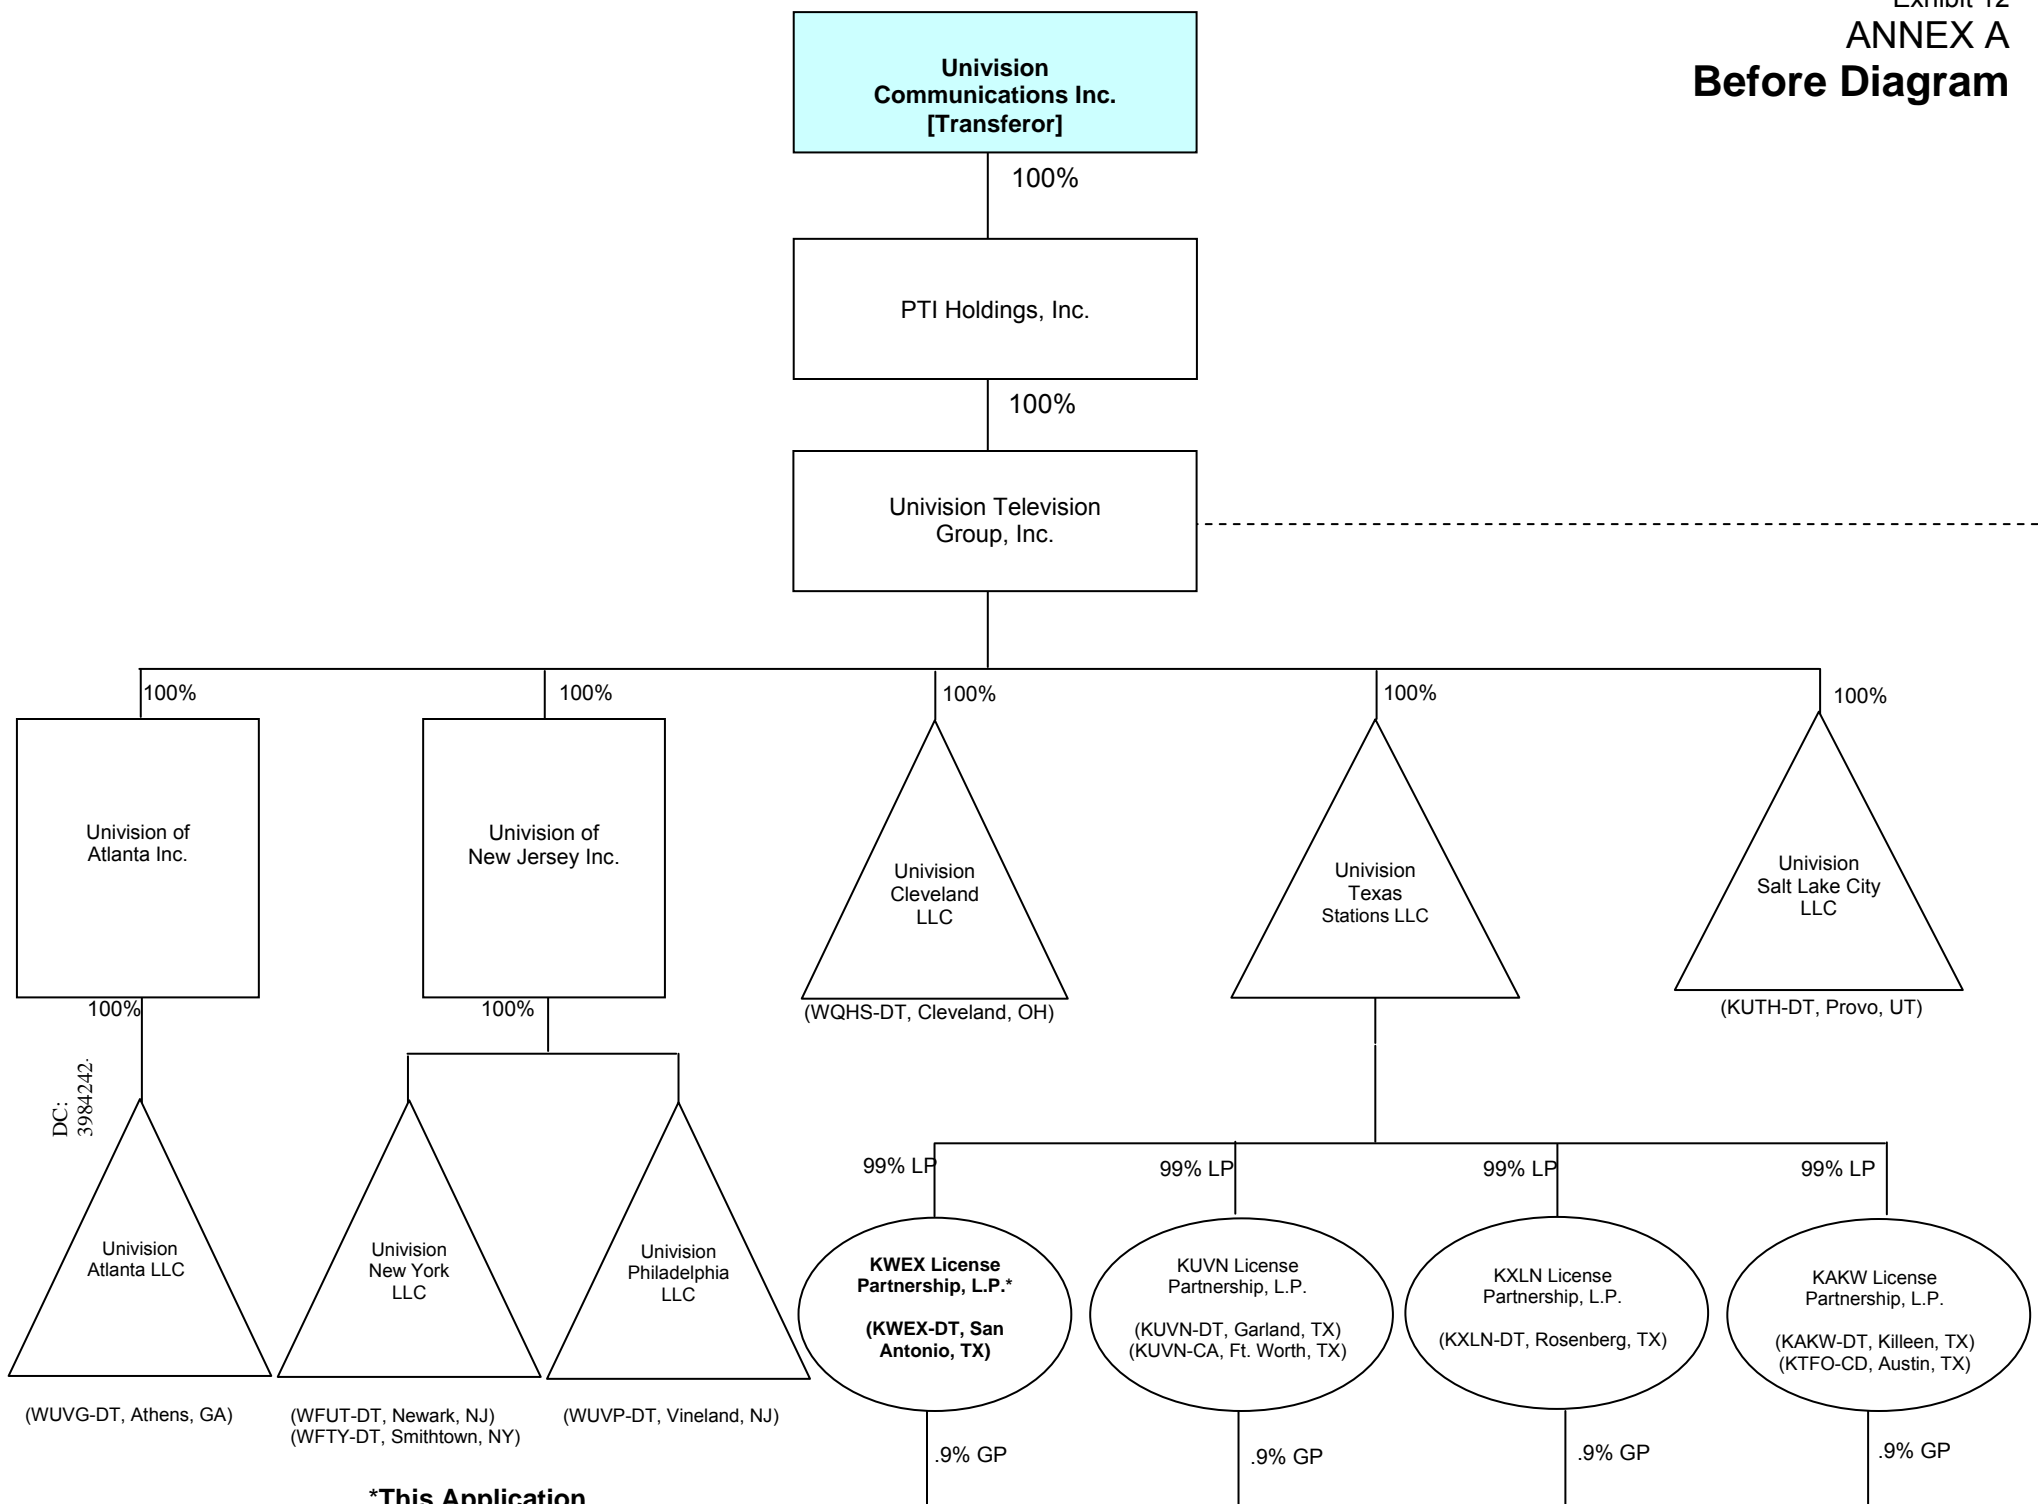 Exhibit 12
ANNEX A
Before Diagram
Univision
Communications Inc.
[Transferor]
100%
PTI Holdings, Inc.
100%
Univision Television
Group, Inc.
100%
100%
100%
100%
100%
Univision of
Atlanta Inc.
Univision of
New Jersey Inc.
Univision
Cleveland
LLC
Univision
Texas
Stations LLC
Univision
Salt Lake City
LLC
100%
100%
(WQHS-DT, Cleveland, OH)
(KUTH-DT, Provo, UT)
DC:
3984242.
99% LP
99% LP
99% LP
99% LP
Univision
Atlanta LLC
Univision
New York
LLC
Univision
Philadelphia
LLC
KWEX License
Partnership, L.P.*
(KWEX-DT, San
Antonio, TX)
KUVN License
Partnership, L.P.
(KUVN-DT, Garland, TX)
(KUVN-CA, Ft. Worth, TX)
KXLN License
Partnership, L.P.
(KXLN-DT, Rosenberg, TX)
KAKW License
Partnership, L.P.
(KAKW-DT, Killeen, TX)
(KTFO-CD, Austin, TX)
(WUVG-DT, Athens, GA)
(WFUT-DT, Newark, NJ)
(WFTY-DT, Smithtown, NY)
(WUVP-DT, Vineland, NJ)
.9% GP
.9% GP
.9% GP
.9% GP
*This Application